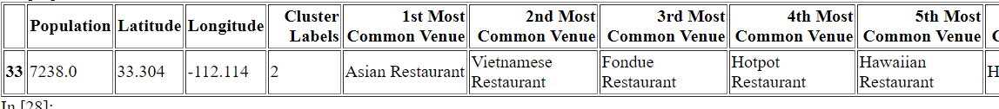 Population Latitude Longitude Cluster Labels 1st Most Common Venue 2nd Most Common Venue 3rd Most Common Venue 4th Most Common Venue 5th Most Common Venue
33 7238.0 33.304 -112.114 2 Asian Restaurant Vietnamese Restaurant Fondue Restaurant Hotpot Restaurant Hawaiian Restaurant H
In [28]: